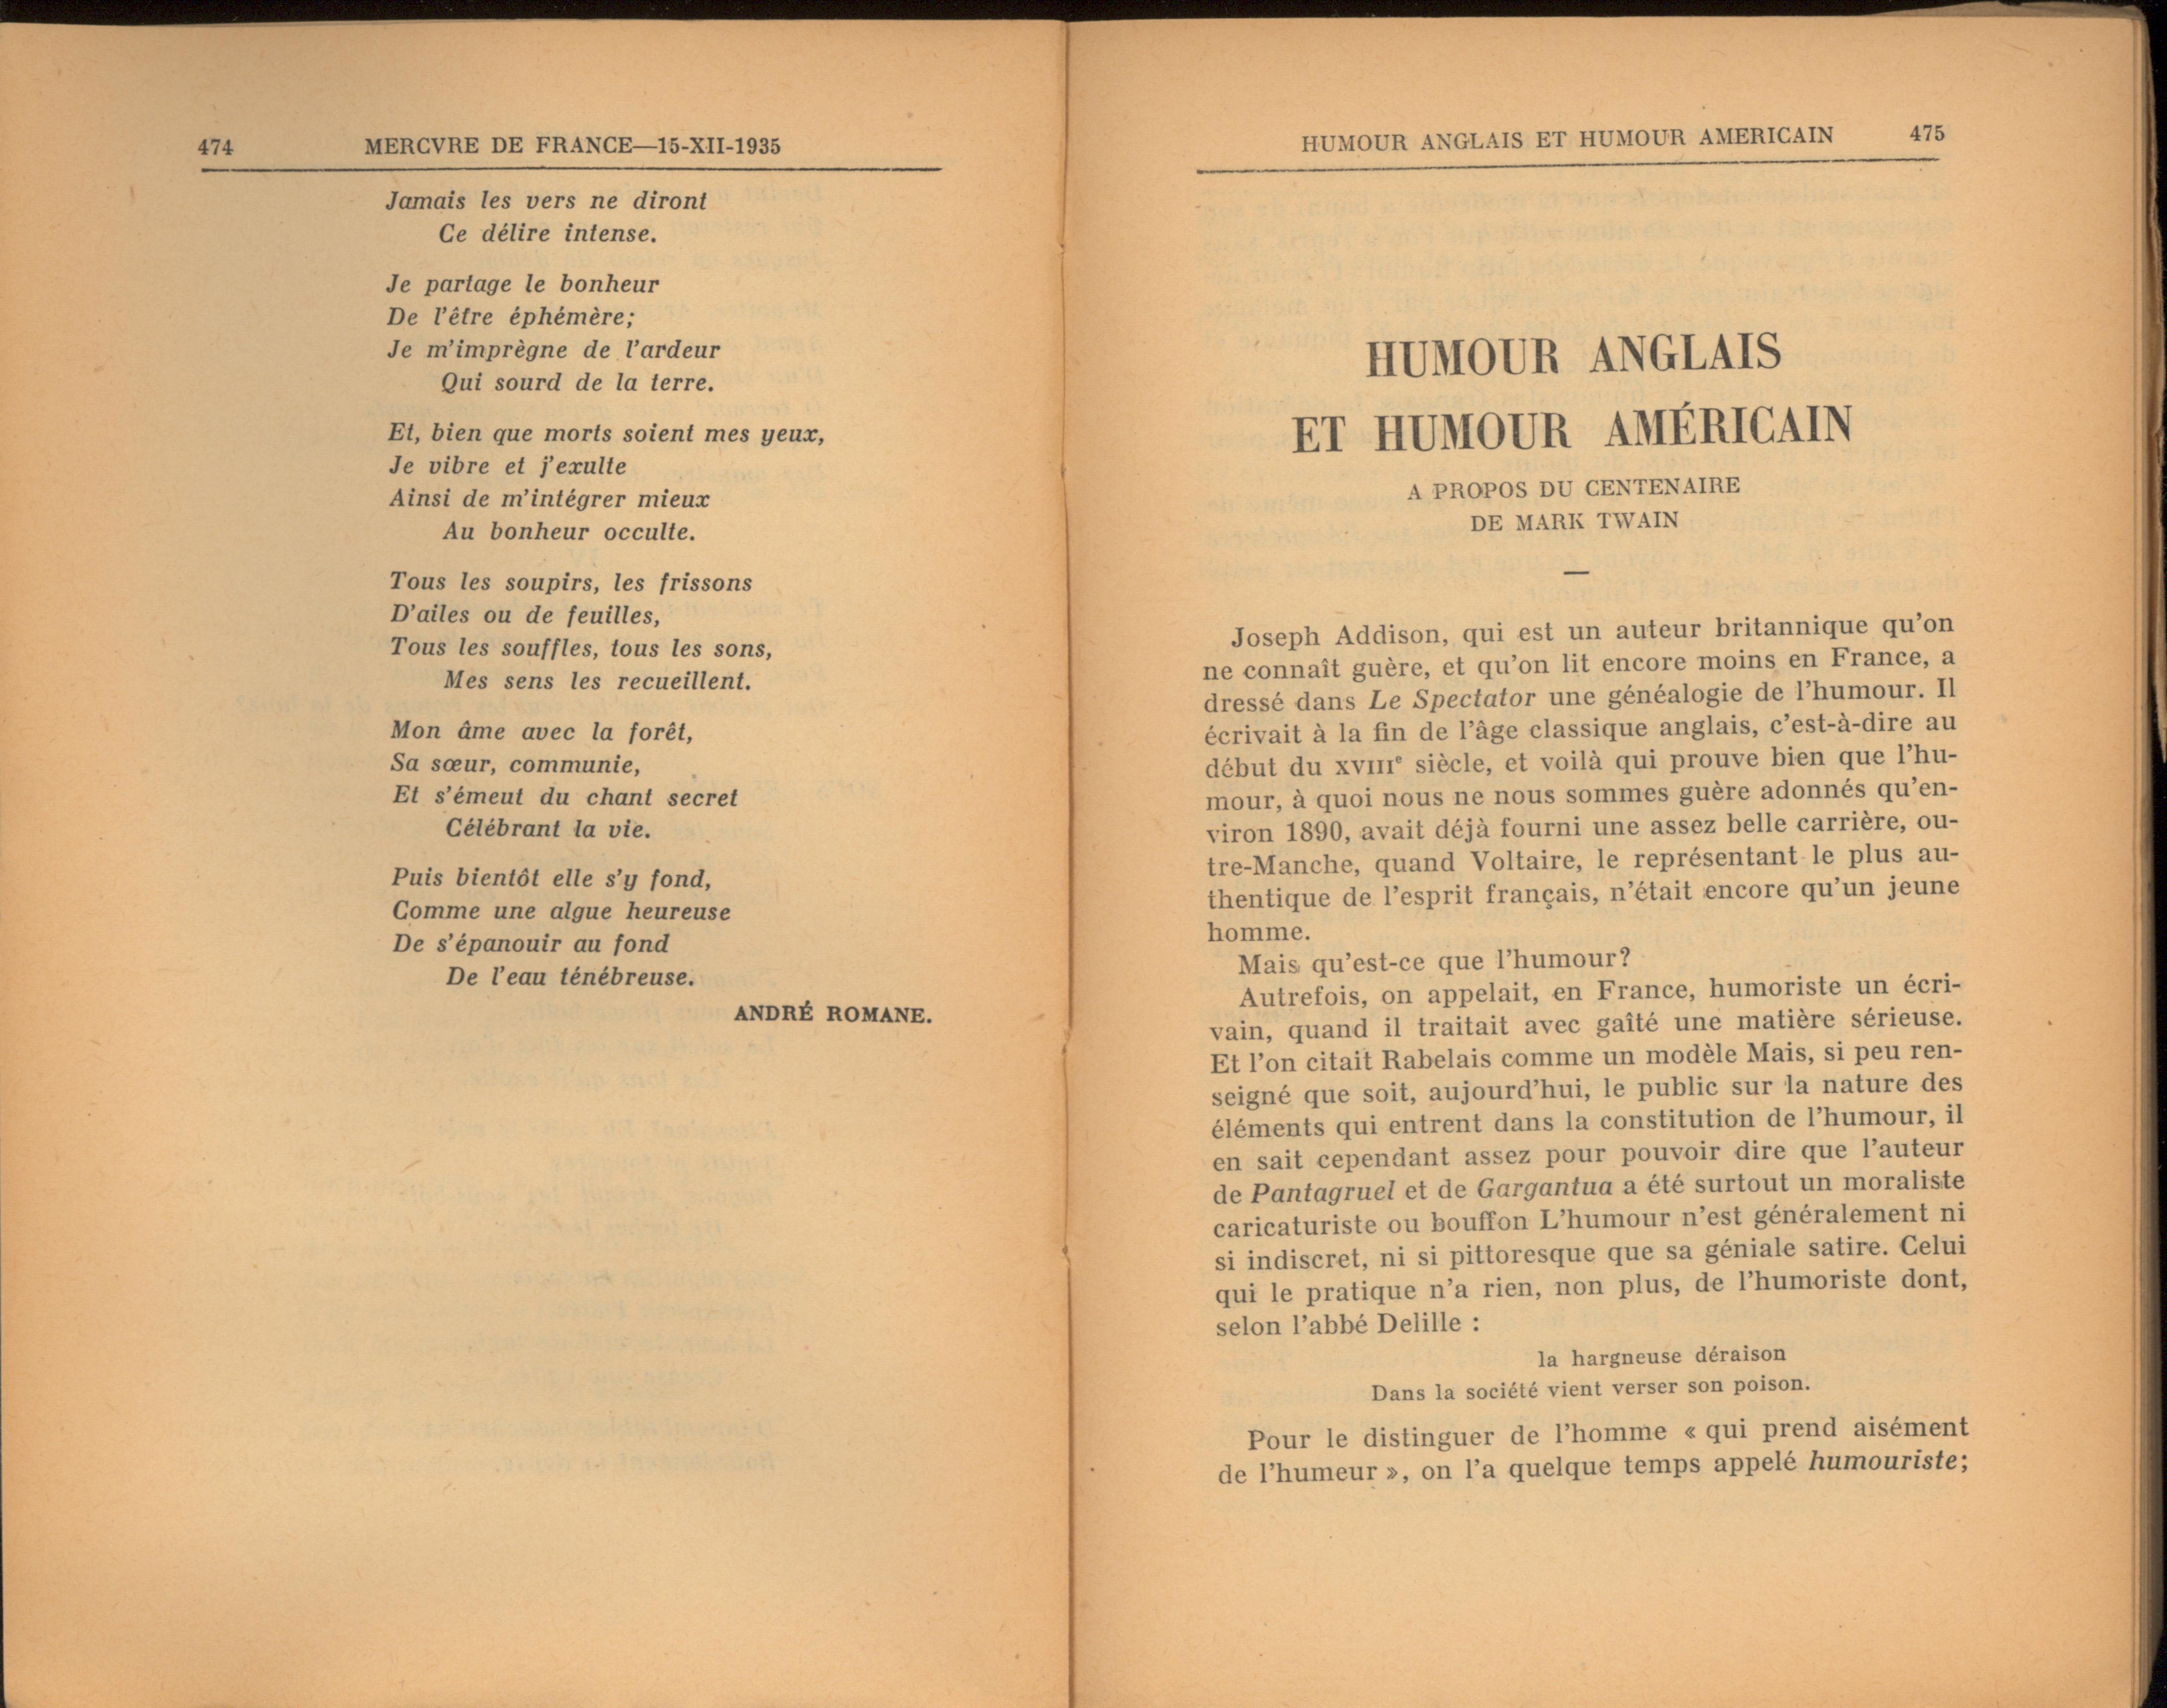 474 MERCVRE DE FRANCE—15-XII-1935
Jamais les vers ne diront
Ce délire intense.
Je partage le bonheur
De l'être éphémère;
Je m'imprègne de l'ardeur
Qui sourd de la terre.
Et, bien que morts soient mes yeux,
Je vibre et j'exulte
Ainsi de m'intégrer mieux
Au bonheur occulte.
Tous les soupirs, les frissons
D'ailes ou de feuilles,
Tous les souffles, tous les sons,
Mes sens les recueillent.
Mon âme avec la forêt,
Sa sœur, communie,
Et s'émeut du chant secret
Célébrant la vie.
Puis bientôt elle s'y fond,
Comme une algue heureuse
De s'épanouir au fond
De l'eau ténébreuse.
ANDRÉ ROMANE.
HUMOUR ANGLAIS ET HUMOUR AMERICAIN 475
HUMOUR ANGLAIS
ET HUMOUR AMÉRICAIN
A PROPOS DU CENTENAIRE
DE MARK TWAIN
—
Joseph Addison, qui est un auteur britannique qu'on
ne connaît guère, et qu'on lit encore moins en France, a
dressé dans Le Spectator une généalogie de l'humour. Il
écrivait à la fin de l'âge classique anglais, c'est-à-dire au
début du XVIIIe siècle, et voilà qui prouve bien que l'hu-
mour, à quoi nous ne nous sommes guère adonnés qu'en-
viron 1890, avait déjà fourni une assez belle carrière, ou-
tre-Manche, quand Voltaire, le représentant le plus au-
thentique de l'esprit français, n'était encore qu'un jeune
homme.
Mais qu'est-ce que l'humour?
Autrefois, on appelait, en France, humoriste un écri-
vain, quand il traitait avec gaîté une matière sérieuse.
Et l'on citait Rabelais comme un modèle Mais, si peu ren-
seigné que soit, aujourd'hui, le public sur la nature des
éléments qui entrent dans la constitution de l'humour, il
en sait cependant assez pour pouvoir dire que l'auteur
de Pantagruel et de Gargantua a été surtout un moraliste
caricaturiste ou bouffon L'humour n'est généralement ni
si indiscret, ni si pittoresque que sa géniale satire. Celui
qui le pratique n'a rien, non plus, de l'humoriste dont,
selon l'abbé Delille :
la hargneuse déraison
Dans la société vient verser son poison.
Pour le distinguer de l'homme « qui prend aisément
de l'humeur », on l'a quelque temps appelé humouriste;